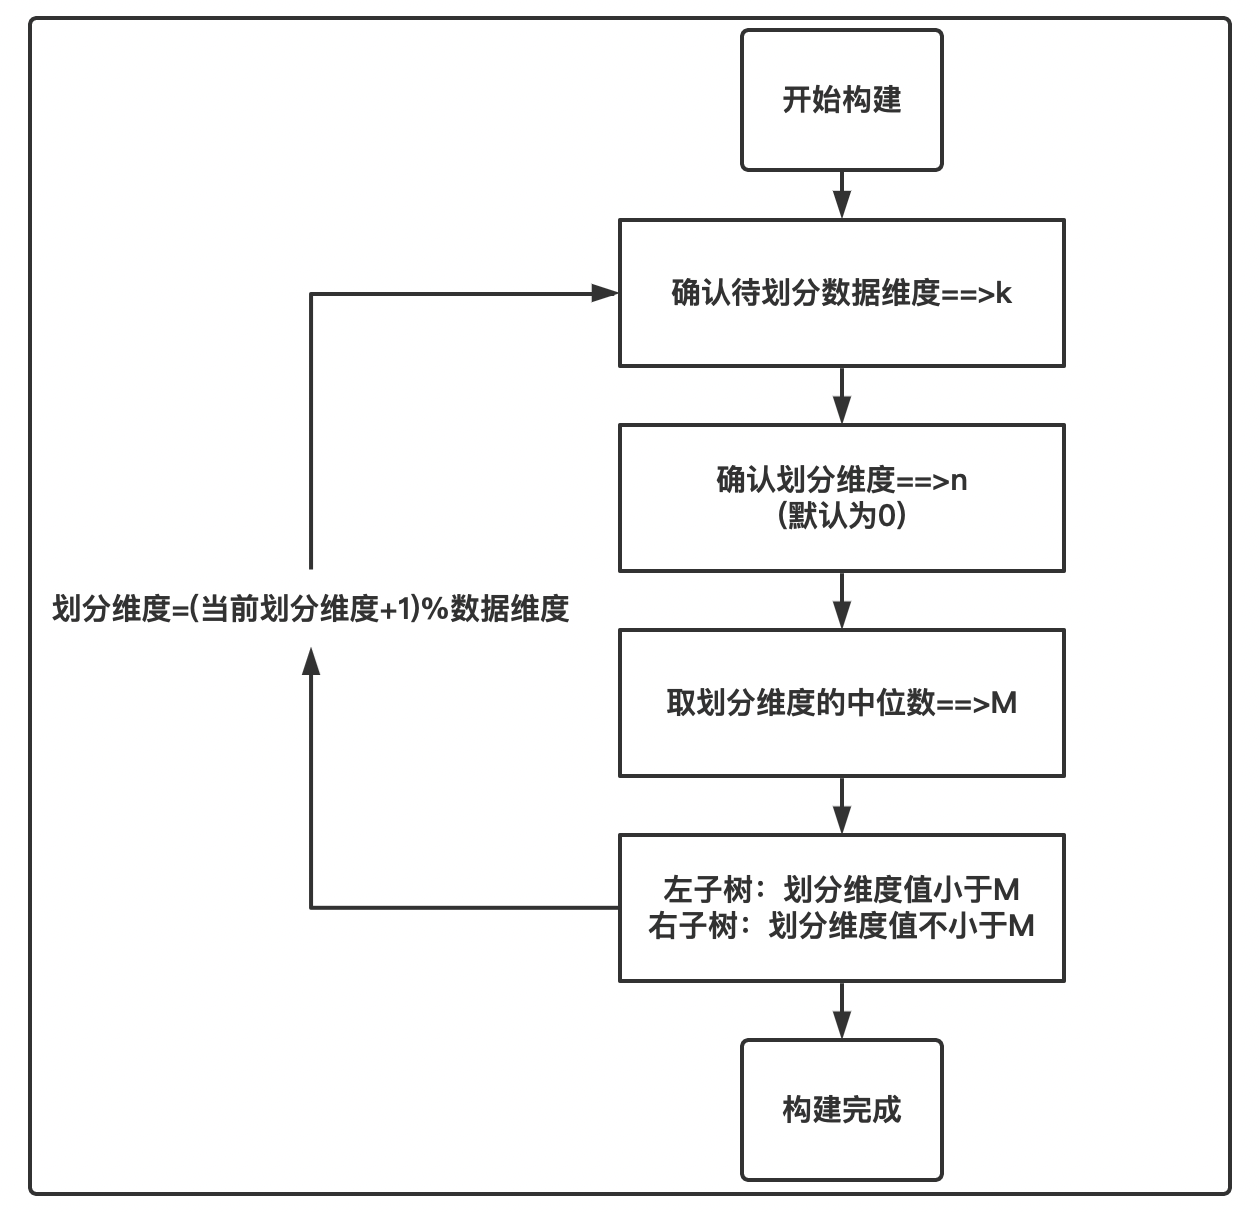 开始构建
确认待划分数据维度==>k
确认划分维度==>n
(默认为0)
划分维度=(当前划分维度+1)%数据维度
取划分维度的中位数==>M
左子树：划分维度值小于M
右子树：划分维度值不小于M
构建完成